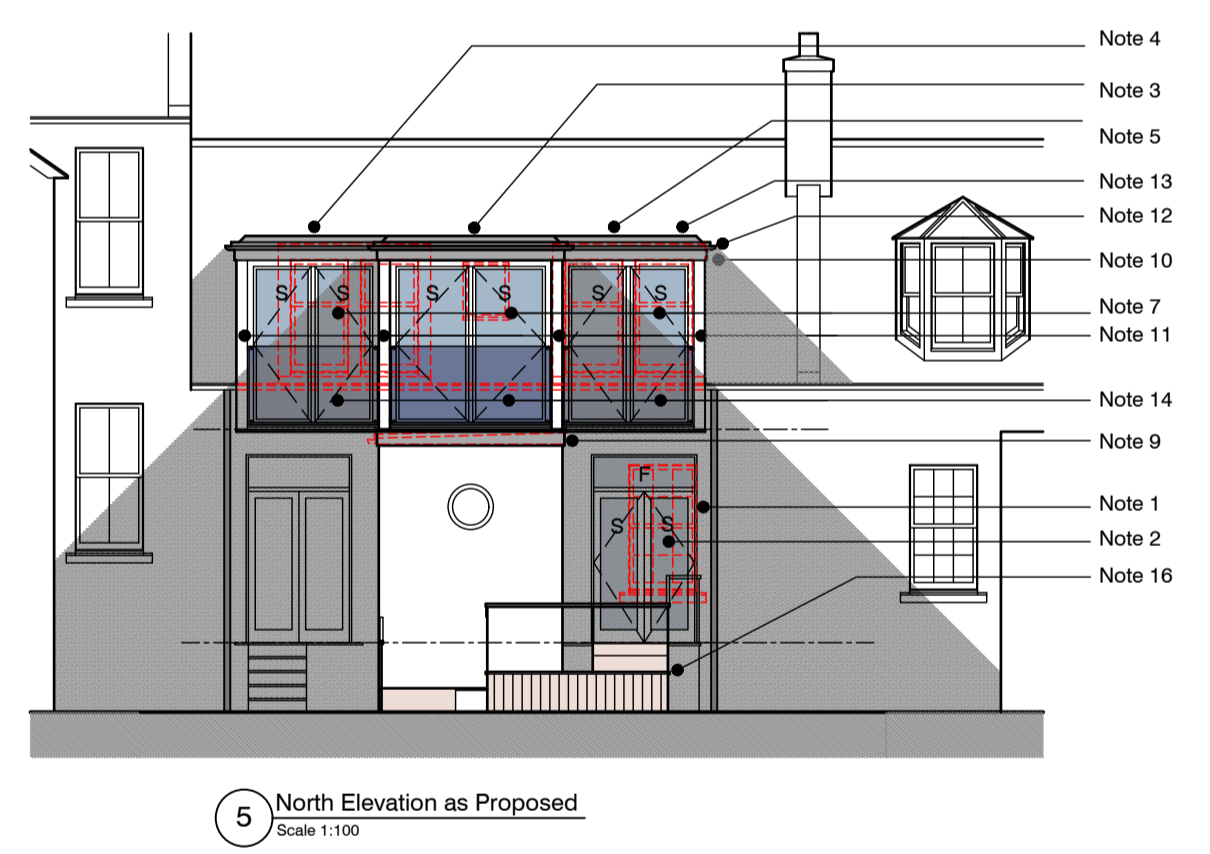 Note 4
Note 3
Note 5
Note 13
Note 12
Note 10
Note 7
Note 11
Note 14
Note 9
Note 1
Note 2
Note 16
S S S S S S
F
S S
5 North Elevation as Proposed
Scale 1:100